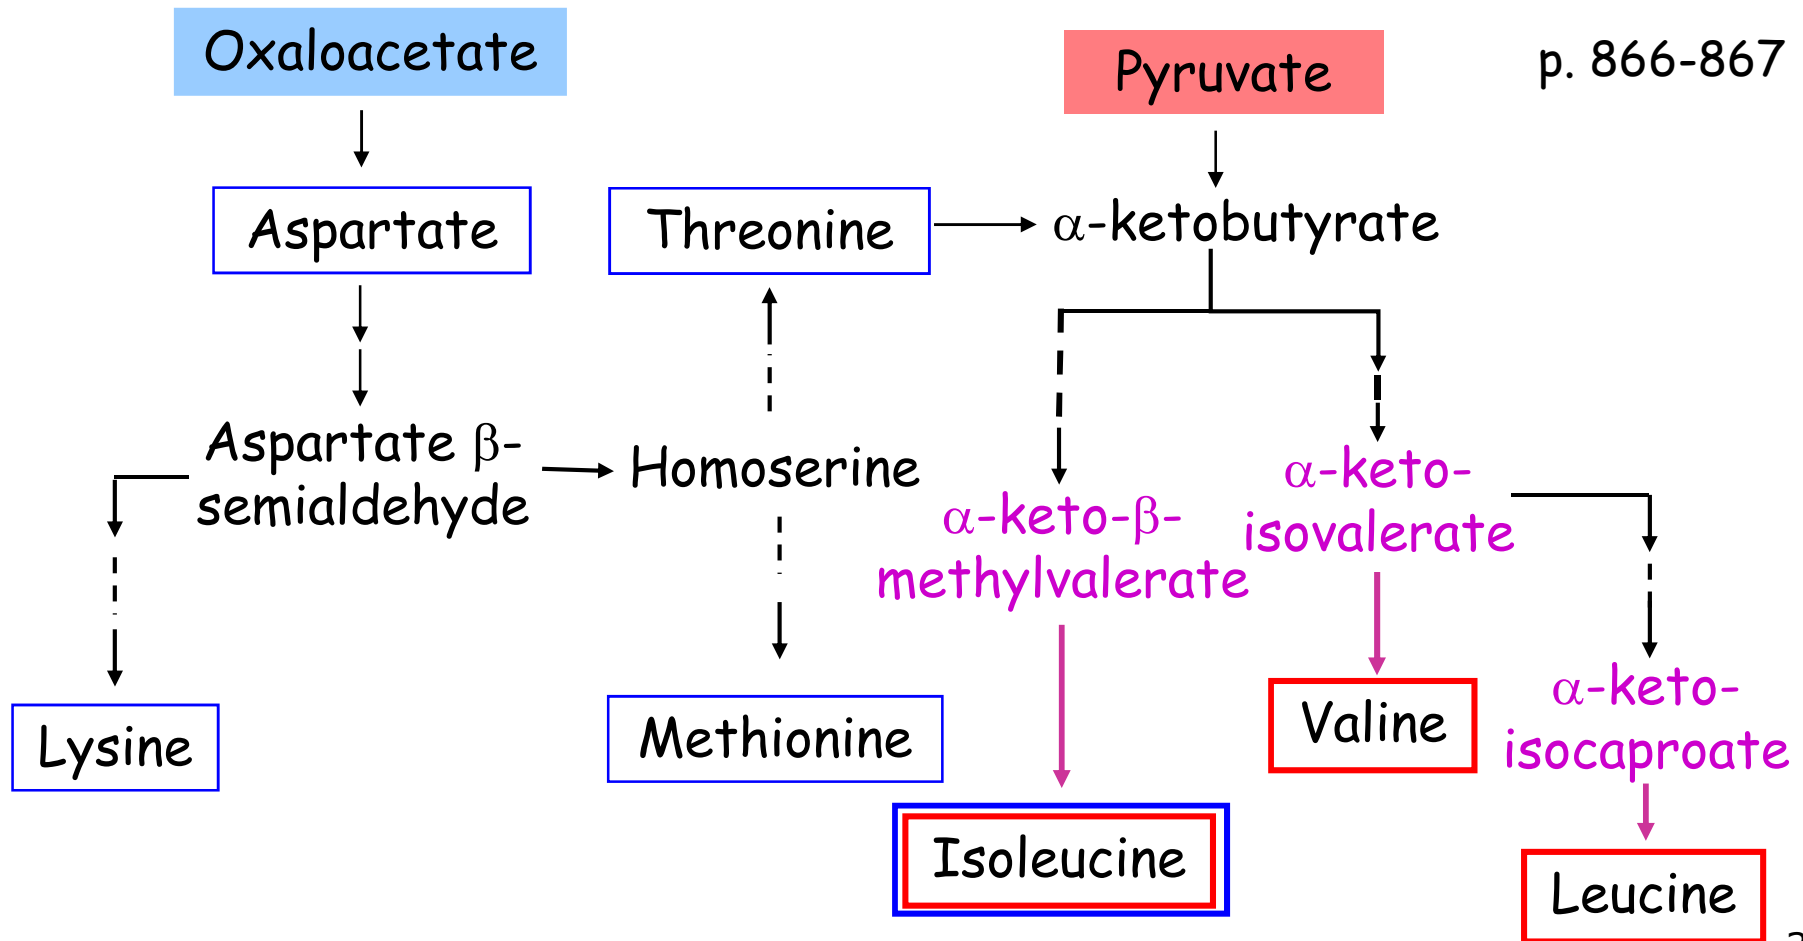 Oxaloacetate
Pyruvate
p. 866-867
Aspartate
Threonine
α-ketobutyrate
Aspartate β-
semialdehyde
Homoserine
α-keto-β-
methylvalerate
α-keto-
isovalerate
α-keto-
isocaproate
Lysine
Methionine
Valine
Isoleucine
Leucine